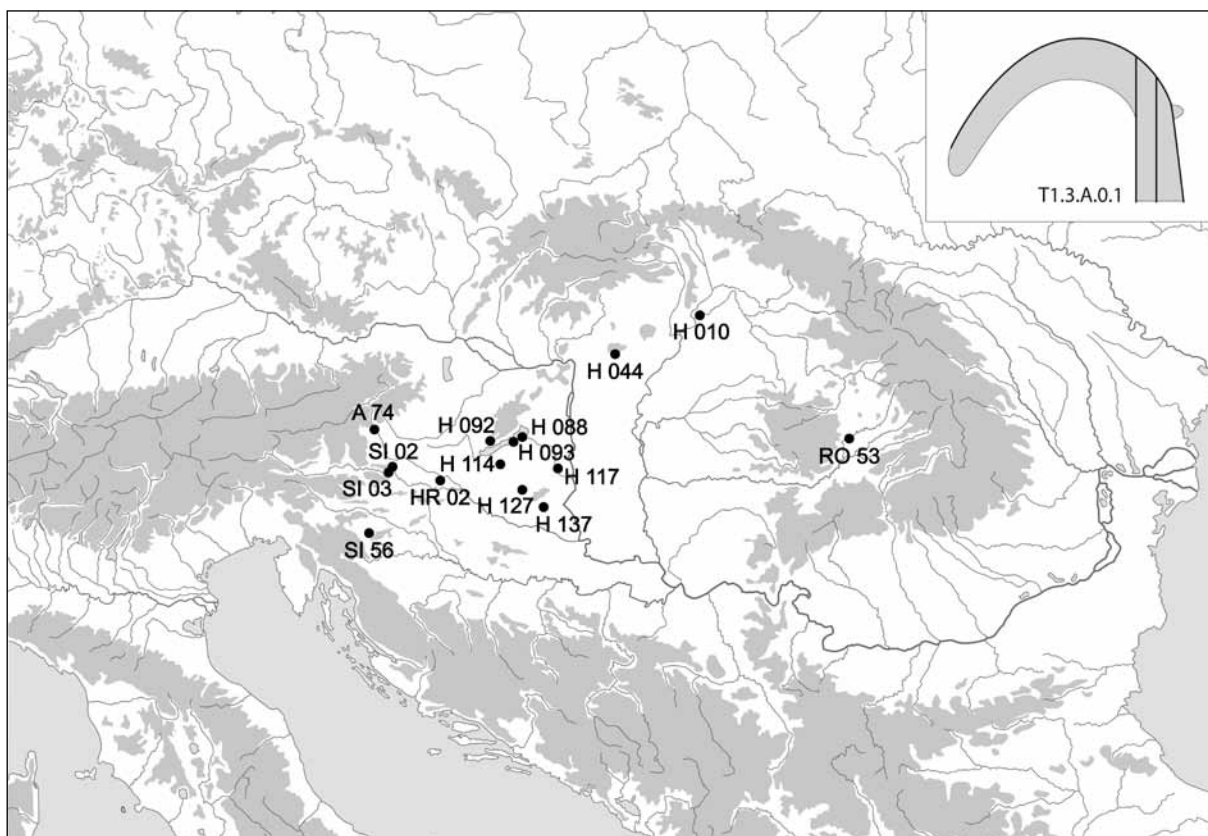 T1.3.A.0.1
H 010
H 044
A 74
H 092
H 088
H 093
RO 53
SI 02
H 114
H 117
SI 03
HR 02
H 127
H 137
SI 56